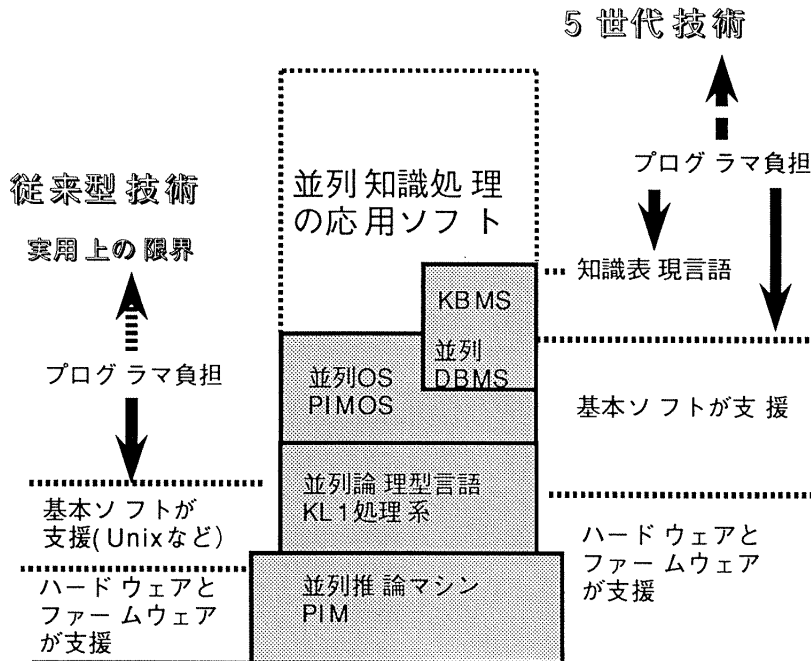 5世代技術
プログラマ負担
従来型技術
実用上の限界
並列知識処理
の応用ソフト
知識表現言語
KBMS
並列
DBMS
プログラマ負担
並列OS
PIMOS
基本ソフトが支援
並列論理型言語
KL1処理系
基本ソフトが
支援(Unixなど)
ハードウェアと
ファームウェア
が支援
並列推論マシン
PIM
ハードウェアと
ファームウェア
が支援